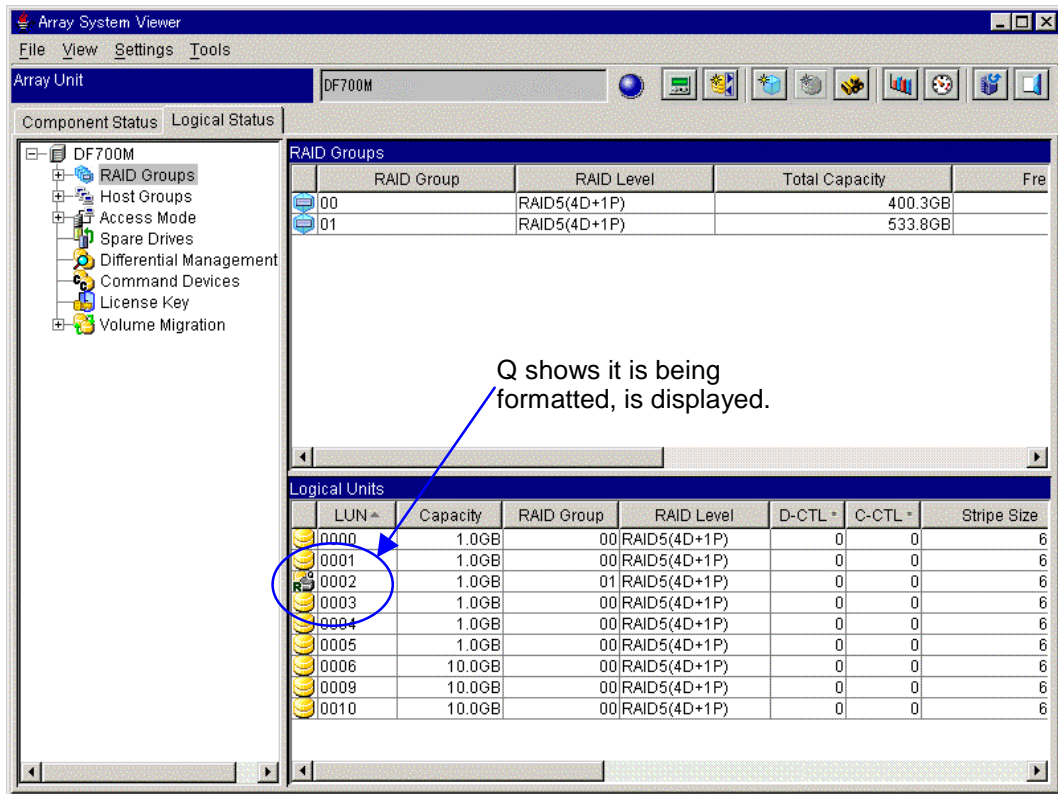 Array System Viewer
File View Settings Tools
Array Unit DF700M
Component Status Logical Status
DF700M
RAID Groups
Host Groups
Access Mode
Spare Drives
Differential Management
Command Devices
License Key
Volume Migration
RAID Groups
RAID Group RAID Level Total Capacity Fre
00 RAID5(4D+1P) 400.3GB
01 RAID5(4D+1P) 533.8GB
Q shows it is being
formatted, is displayed.
Logical Units
LUN Capacity RAID Group RAID Level D-CTL * C-CTL * Stripe Size
0000 1.0GB 00 RAID5(4D+1P) 0 0 6
0001 1.0GB 00 RAID5(4D+1P) 0 0 6
R 0002 1.0GB 01 RAID5(4D+1P) 0 0 6
0003 1.0GB 00 RAID5(4D+1P) 0 0 6
0004 1.0GB 00 RAID5(4D+1P) 0 0 6
0005 1.0GB 00 RAID5(4D+1P) 0 0 6
0006 10.0GB 00 RAID5(4D+1P) 0 0 6
0009 10.0GB 00 RAID5(4D+1P) 0 0 6
0010 10.0GB 00 RAID5(4D+1P) 0 0 6